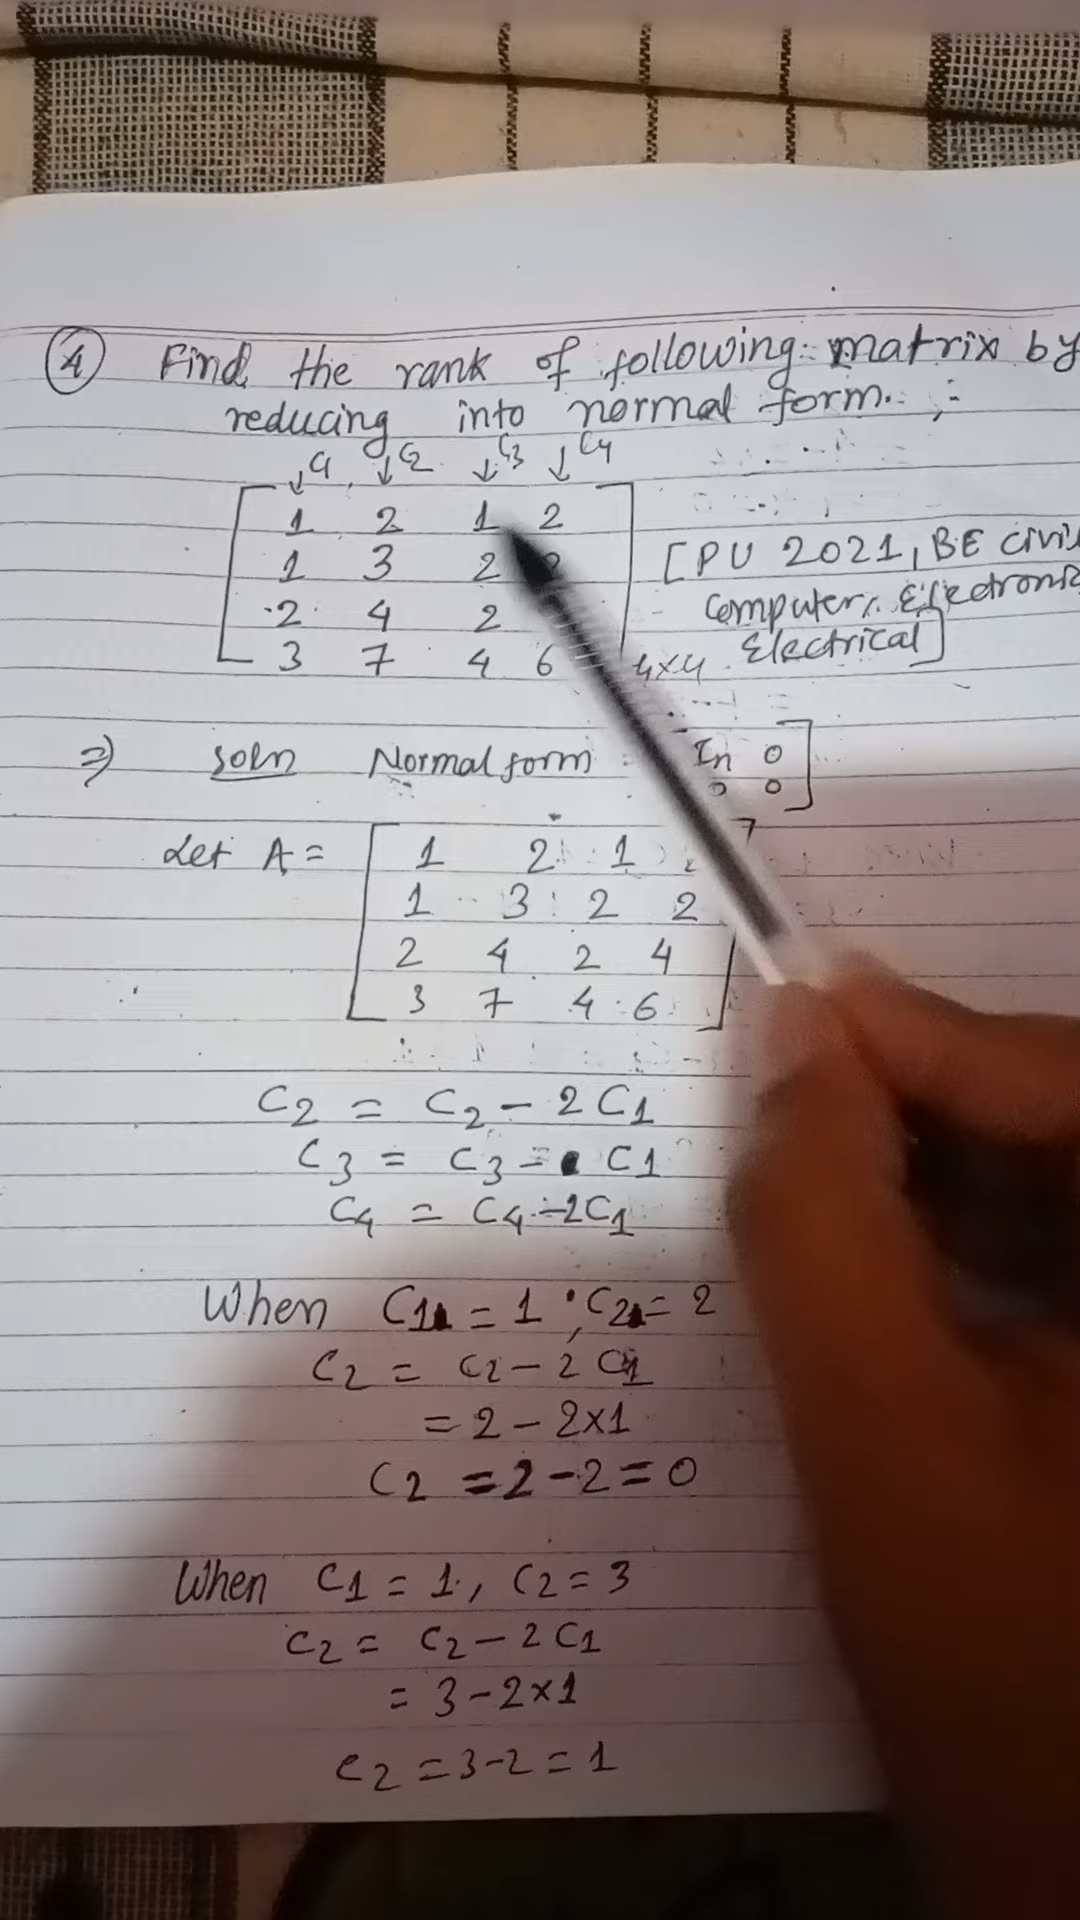 4 Find the rank of following matrix by
reducing into normal form. :-
↓C1 ↓C2 ↓C3 ↓C4
1 2 1 2
1 3 2
2 4 2
3 7 4 6 4×4
[PU 2021, BE civil
Computer, Electronic
Electrical]
⇒ Soln Normal form In 0
0 0
Let A = 1 2 1
1 3 2 2
2 4 2 4
3 7 4 6
C2 = C2 - 2C1
C3 = C3 - C1
C4 = C4 - 2C1
When C1 = 1 ; C2 = 2
C2 = C2 - 2C1
= 2 - 2×1
C2 = 2 - 2 = 0
When C1 = 1, C2 = 3
C2 = C2 - 2C1
= 3 - 2×1
C2 = 3 - 2 = 1